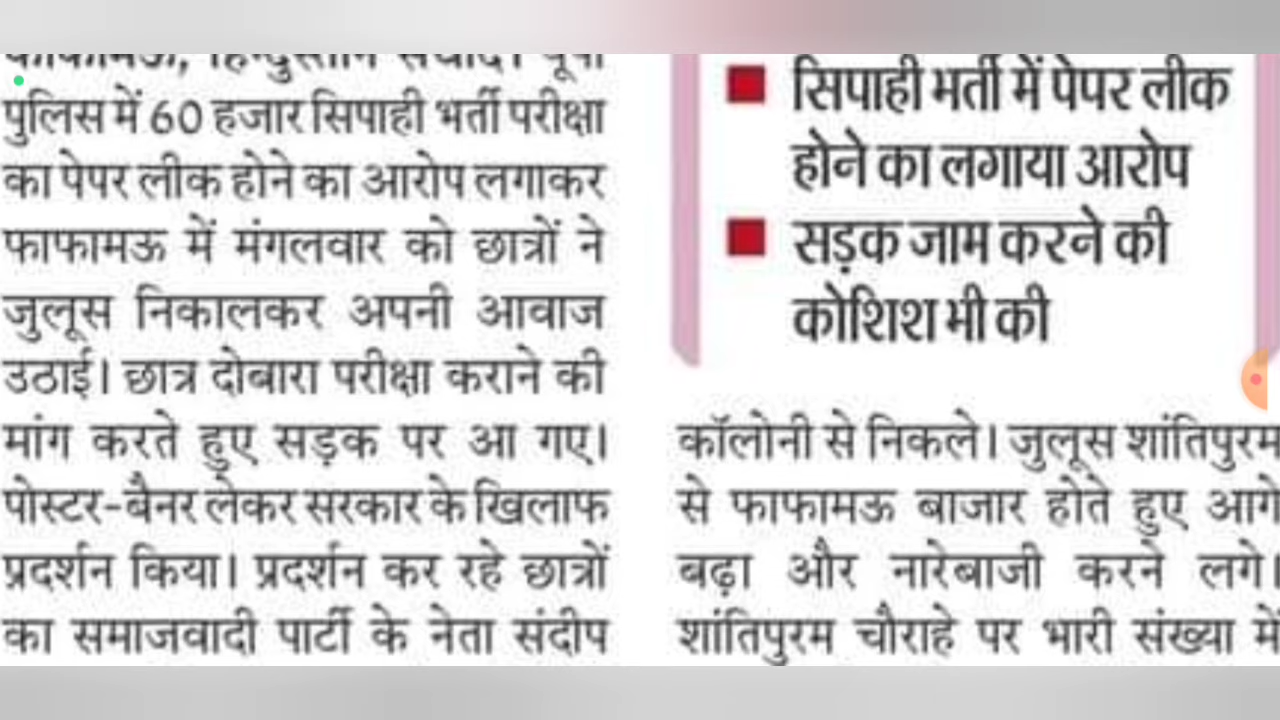 फाफामऊ, हिन्दुस्तान संवाद। यूपी
पुलिस में 60 हजार सिपाही भर्ती परीक्षा
का पेपर लीक होने का आरोप लगाकर
फाफामऊ में मंगलवार को छात्रों ने
जुलूस निकालकर अपनी आवाज
उठाई। छात्र दोबारा परीक्षा कराने की
मांग करते हुए सड़क पर आ गए।
पोस्टर-बैनर लेकर सरकार के खिलाफ
प्रदर्शन किया। प्रदर्शन कर रहे छात्रों
का समाजवादी पार्टी के नेता संदीप
सिपाही भर्ती में पेपर लीक
होने का लगाया आरोप
सड़क जाम करने की
कोशिश भी की
कॉलोनी से निकले। जुलूस शांतिपुरम
से फाफामऊ बाजार होते हुए आगे
बढ़ा और नारेबाजी करने लगे।
शांतिपुरम चौराहे पर भारी संख्या में